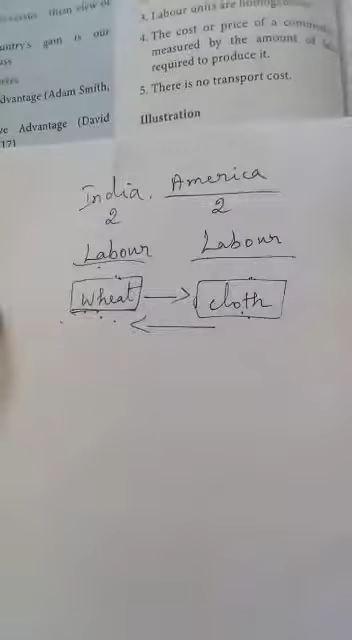 them view of
untry's gain is our
dvantage (Adam Smith,
e Advantage (David
3. Labour units are
4. The cost or price of a
measured by the amount of
required to produce it.
5. There is no transport cost.
Illustration
India. America
2 2
Labour Labour
Wheat → cloth
←